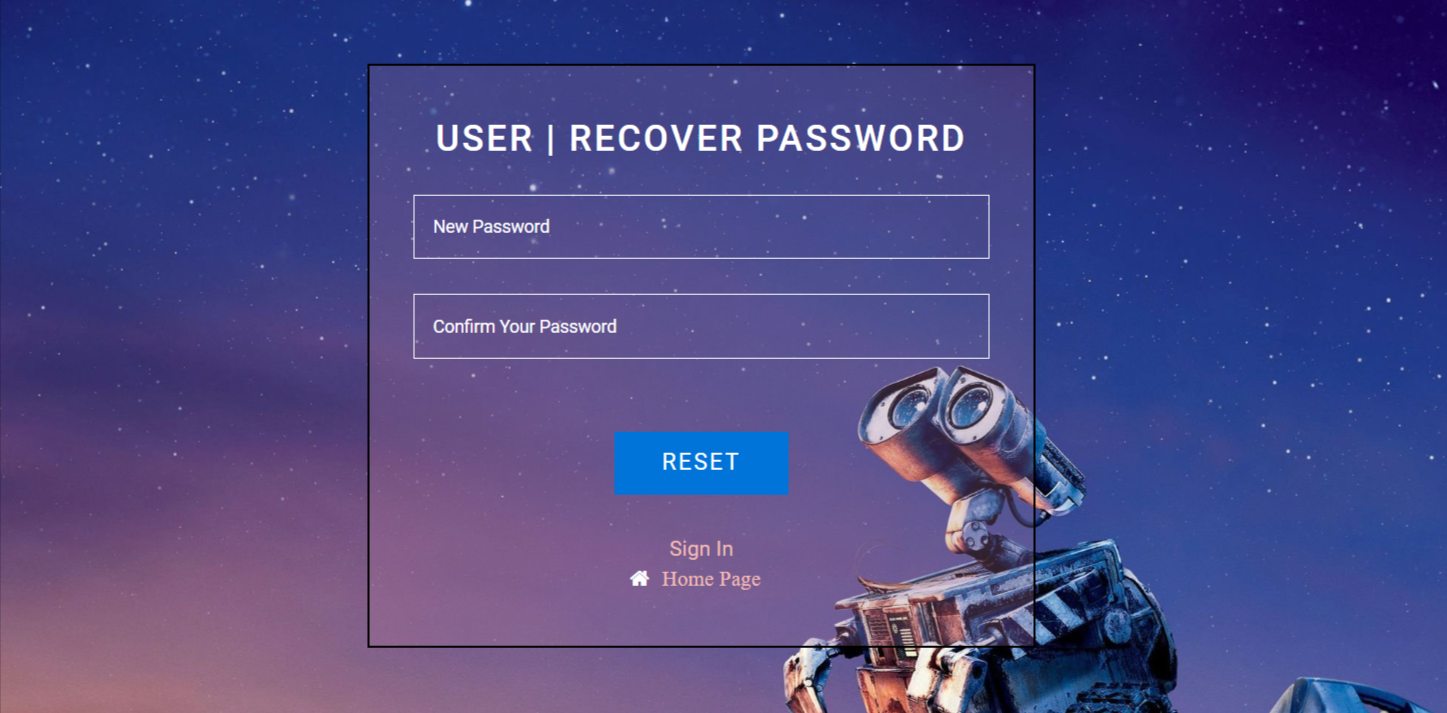 USER | RECOVER PASSWORD
New Password
Confirm Your Password
RESET
Sign In
Home Page